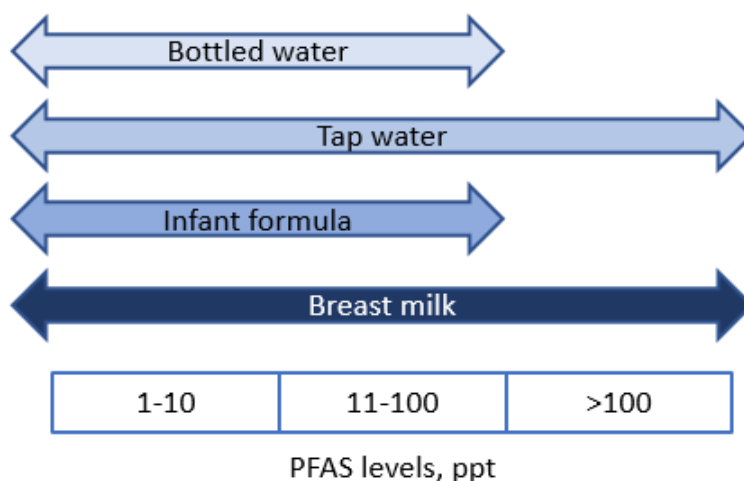 Bottled water
Tap water
Infant formula
Breast milk
1-10 11-100 >100
PFAS levels, ppt